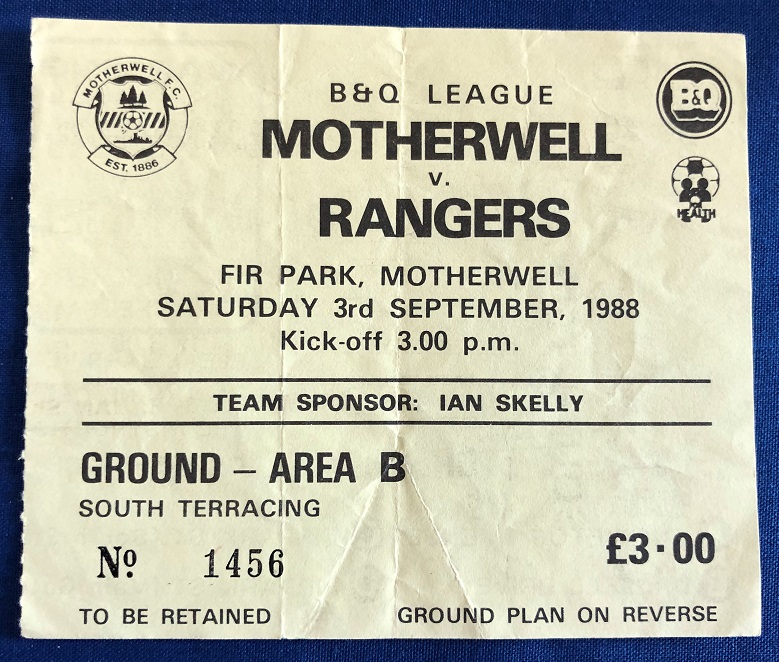 MOTHERWELL F.C.
EST. 1886
B&Q LEAGUE
B&Q
MOTHERWELL
v.
RANGERS
HEALTH
FIR PARK, MOTHERWELL
SATURDAY 3rd SEPTEMBER, 1988
Kick-off 3.00 p.m.
TEAM SPONSOR: IAN SKELLY
GROUND – AREA B
SOUTH TERRACING
Nº 1456
£3·00
TO BE RETAINED
GROUND PLAN ON REVERSE